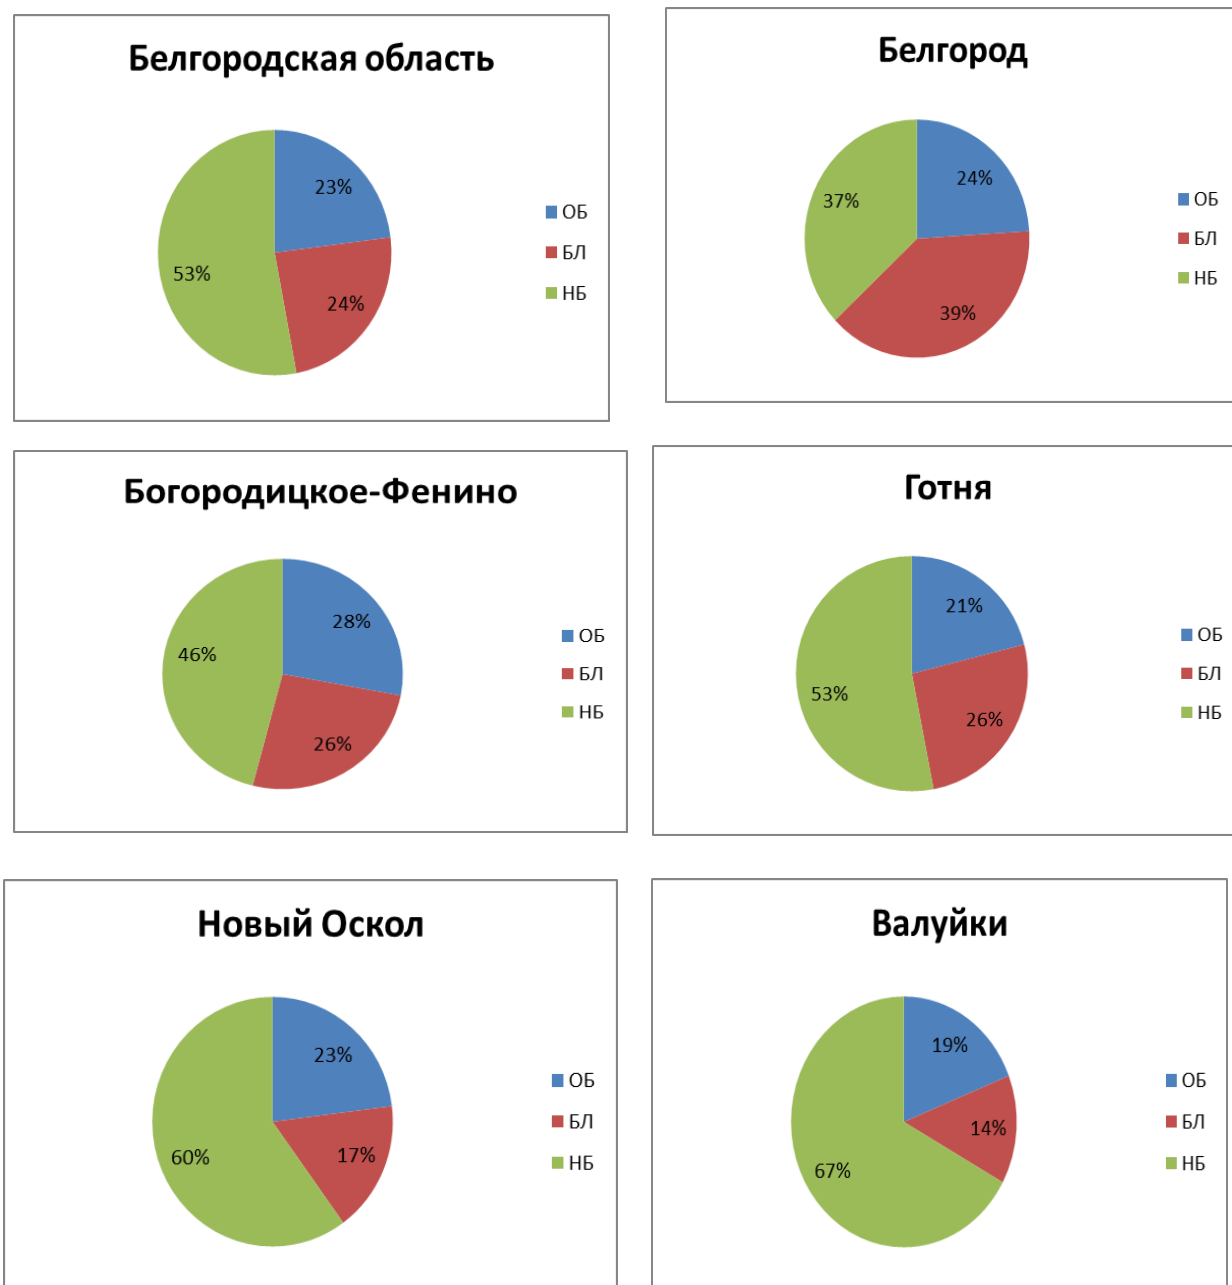 Белгородская область
23%
24%
53%
ОБ
БЛ
НБ
Белгород
24%
39%
37%
ОБ
БЛ
НБ
Богородицкое-Фенино
28%
26%
46%
ОБ
БЛ
НБ
Готня
21%
26%
53%
ОБ
БЛ
НБ
Новый Оскол
23%
17%
60%
ОБ
БЛ
НБ
Валуйки
19%
14%
67%
ОБ
БЛ
НБ